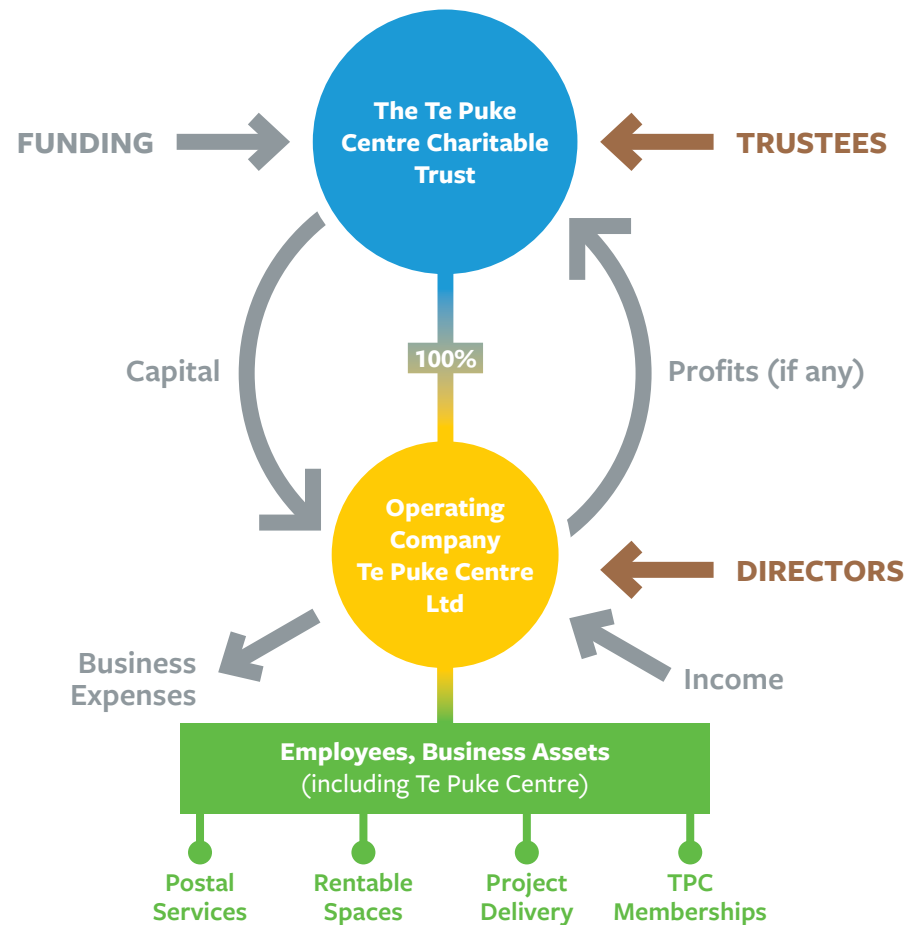 The Te Puke
Centre Charitable
Trust
FUNDING
TRUSTEES
Capital
100%
Profits (if any)
Operating
Company
Te Puke Centre
Ltd
DIRECTORS
Business
Expenses
Income
Employees, Business Assets
(including Te Puke Centre)
Postal
Services
Rentable
Spaces
Project
Delivery
TPC
Memberships